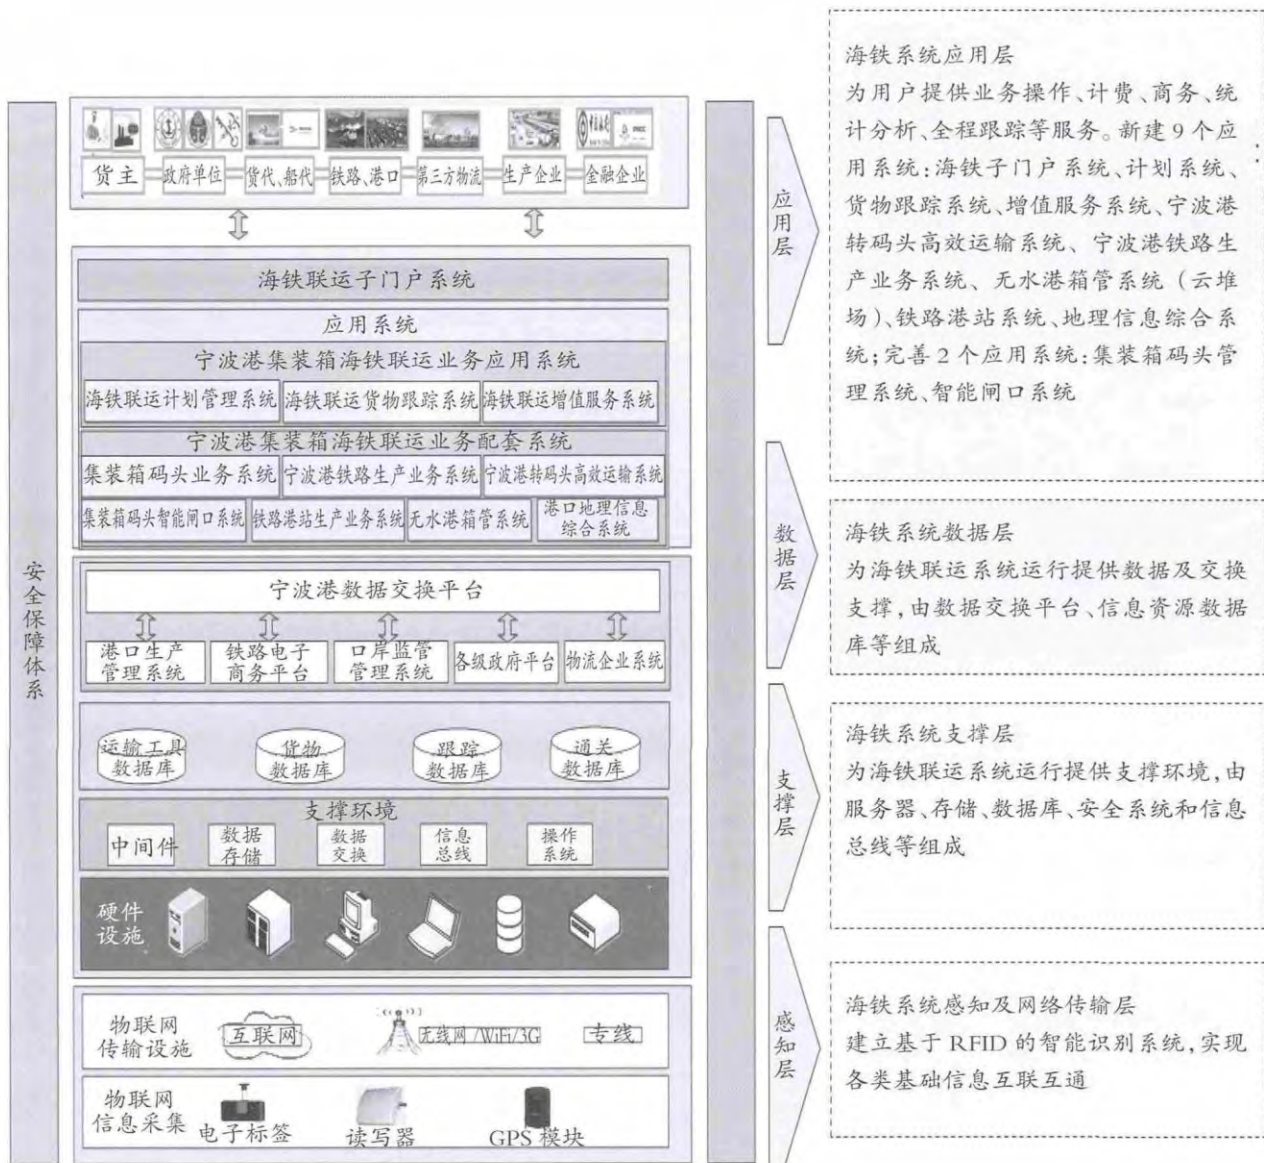 安全保障体系
货主
政府单位
货代、船代
铁路、港口
第三方物流
生产企业
金融企业
海铁联运子门户系统
应用系统
宁波港集装箱海铁联运业务应用系统
海铁联运计划管理系统
海铁联运货物跟踪系统
海铁联运增值服务系统
宁波港集装箱海铁联运业务配套系统
集装箱码头业务系统
宁波港铁路生产业务系统
宁波港转码头高效运输系统
集装箱码头智能闸口系统
铁路港站生产业务系统
无水港箱管系统
港口地理信息
综合系统
宁波港数据交换平台
港口生产
管理系统
铁路电子
商务平台
口岸监管
管理系统
各级政府平台
物流企业系统
运输工具
数据库
货物
数据库
跟踪
数据库
通关
数据库
支撑环境
中间件
数据
存储
数据
交换
信息
总线
操作
系统
硬件
设施
物联网
传输设施
互联网
无线网/WiFi/3G
专线
物联网
信息采集
电子标签
读写器
GPS 模块
应用层
海铁系统应用层
为用户提供业务操作、计费、商务、统
计分析、全程跟踪等服务。新建 9 个应
用系统:海铁子门户系统、计划系统、
货物跟踪系统、增值服务系统、宁波港
转码头高效运输系统、宁波港铁路生
产业务系统、无水港箱管系统（云堆
场）、铁路港站系统、地理信息综合系
统;完善 2 个应用系统:集装箱码头管
理系统、智能闸口系统
数据层
海铁系统数据层
为海铁联运系统运行提供数据及交换
支撑,由数据交换平台、信息资源数据
库等组成
支撑层
海铁系统支撑层
为海铁联运系统运行提供支撑环境,由
服务器、存储、数据库、安全系统和信息
总线等组成
感知层
海铁系统感知及网络传输层
建立基于 RFID 的智能识别系统,实现
各类基础信息互联互通